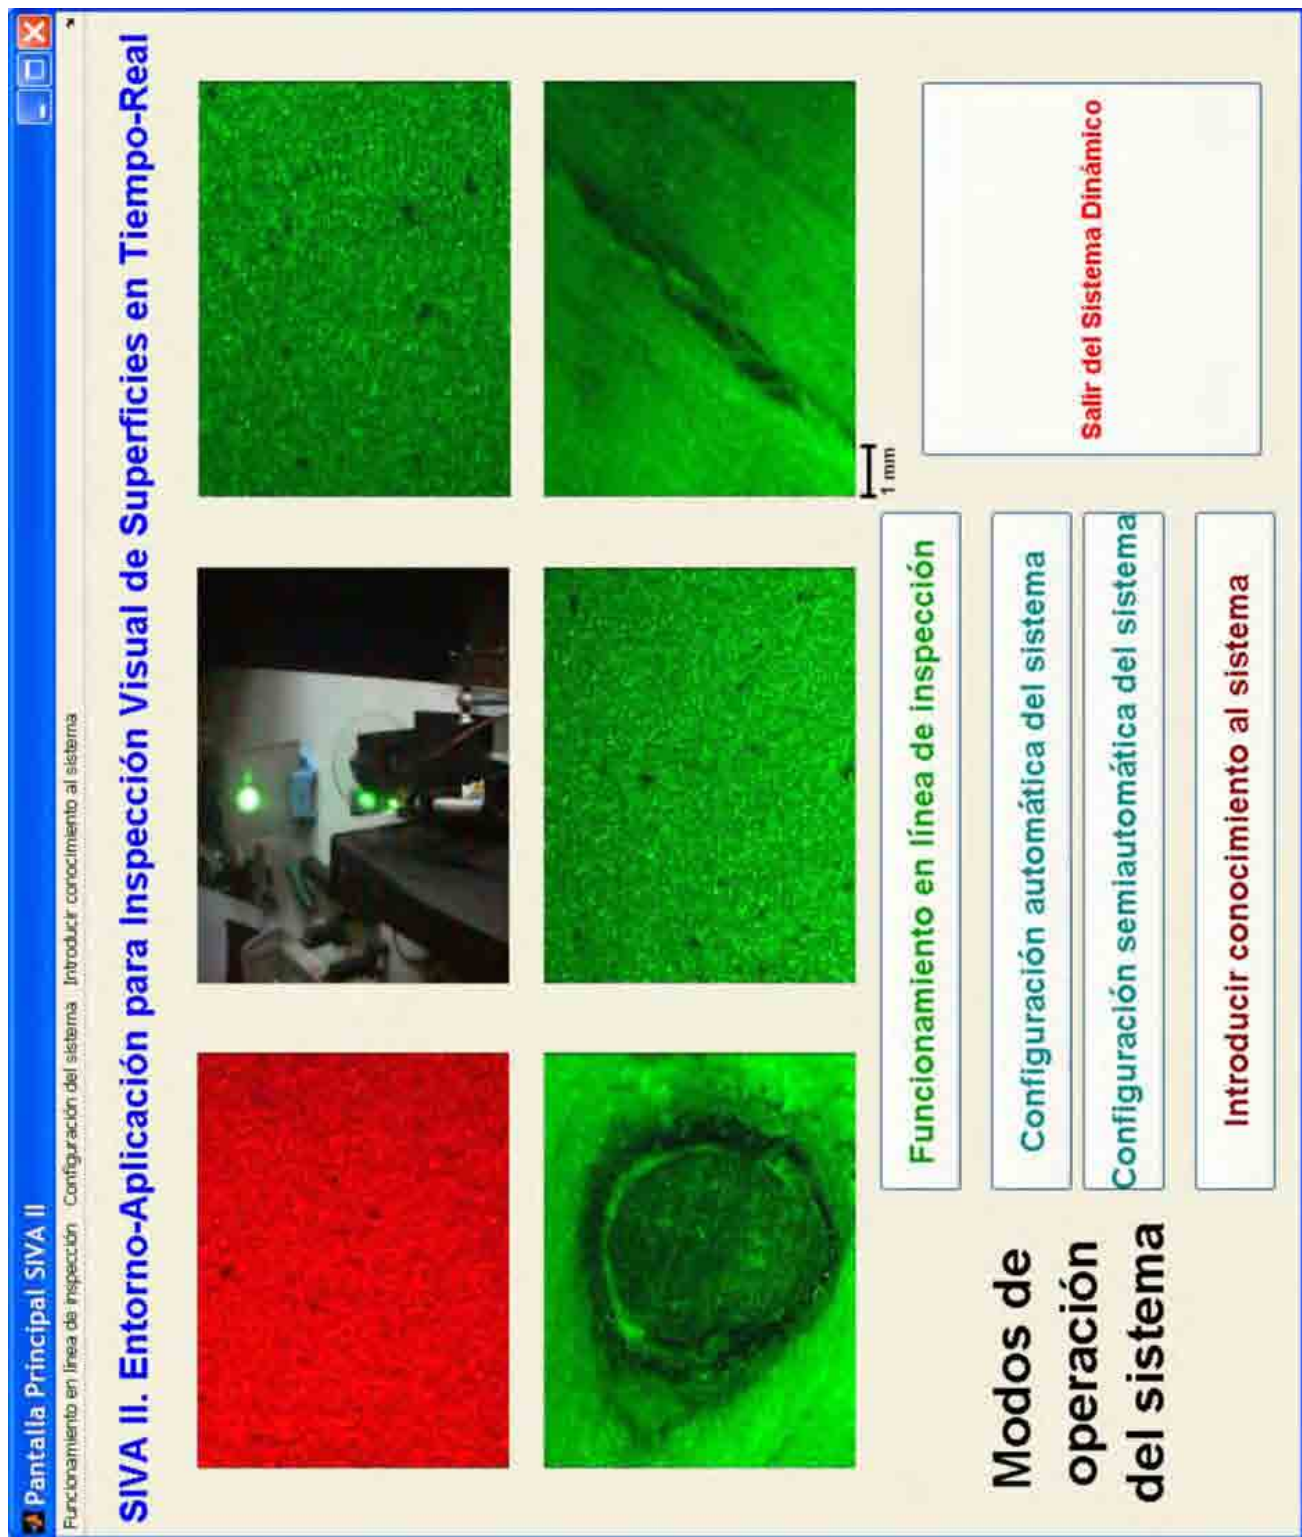 Pantalla Principal SIVA II
Funcionamiento en línea de inspección Configuración del sistema Introducir conocimiento al sistema
SIVA II. Entorno-Aplicación para Inspección Visual de Superficies en Tiempo-Real
1 mm
Modos de
operación
del sistema
Funcionamiento en línea de inspección
Configuración automática del sistema
Configuración semiautomática del sistema
Introducir conocimiento al sistema
Salir del Sistema Dinámico